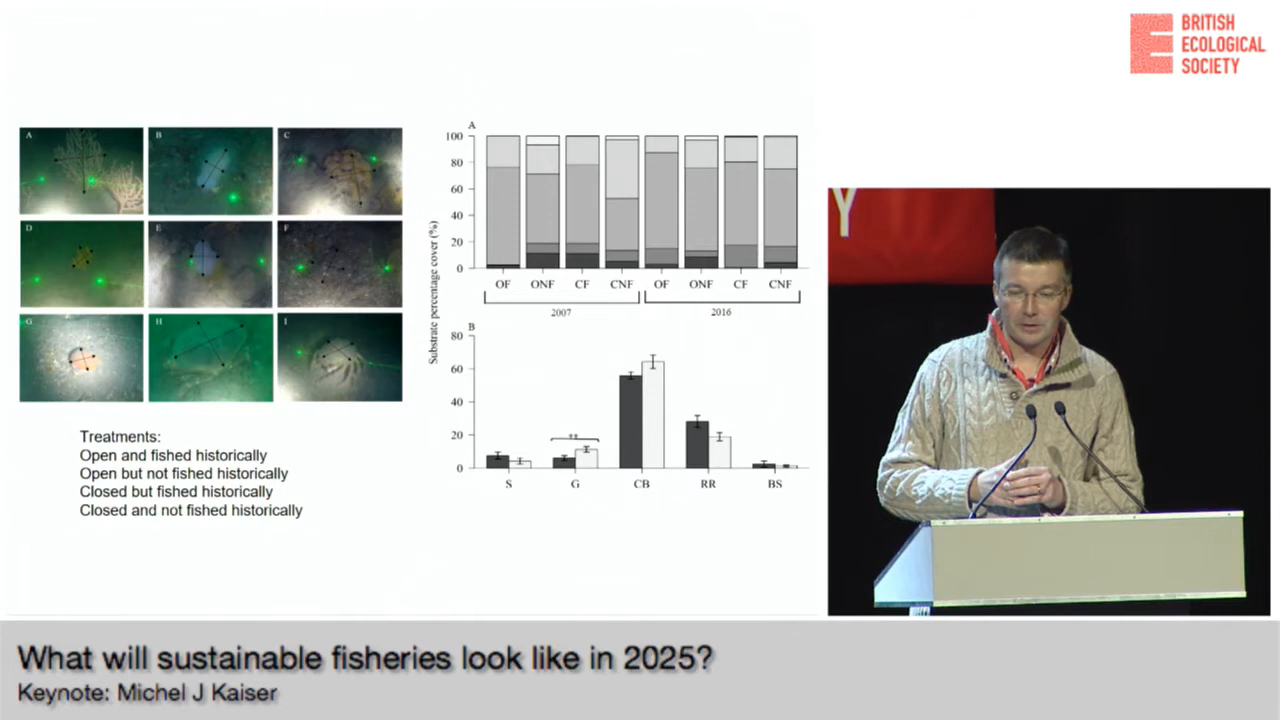 BRITISH
ECOLOGICAL
SOCIETY
A
B
C
D
E
F
G
H
I
Treatments:
Open and fished historically
Open but not fished historically
Closed but fished historically
Closed and not fished historically
Substrate percentage cover (%)
A
100
80
60
40
20
0
OF ONF CF CNF OF ONF CF CNF
2007 2016
B
80
60
40
20
0
**
S G CB RR BS
Y
What will sustainable fisheries look like in 2025?
Keynote: Michel J Kaiser